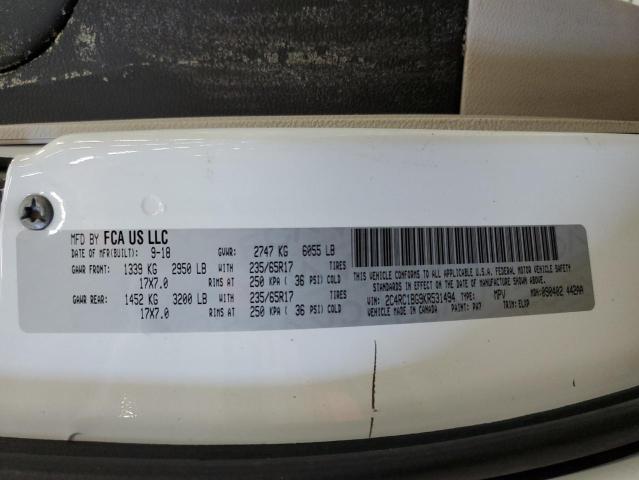 MFD BY FCA US LLC
DATE OF MFR(BUILT): 9-18 GVWR: 2747 KG 6055 LB
GAWR FRONT: 1339 KG 2950 LB WITH 235/65R17 TIRES
17X7.0 RIMS AT 250 KPA ( 36 PSI) COLD
GAWR REAR: 1452 KG 3200 LB WITH 235/65R17 TIRES
17X7.0 RIMS AT 250 KPA ( 36 PSI) COLD
THIS VEHICLE CONFORMS TO ALL APPLICABLE U.S.A. FEDERAL MOTOR VEHICLE SAFETY
STANDARDS IN EFFECT ON THE DATE OF MANUFACTURE SHOWN ABOVE.
VIN: 2C4RC1BG9KR531494 TYPE: MPV MDH: 090402 442AA
VEHICLE MADE IN CANADA PAINT: PW7 TRIM: ELXP